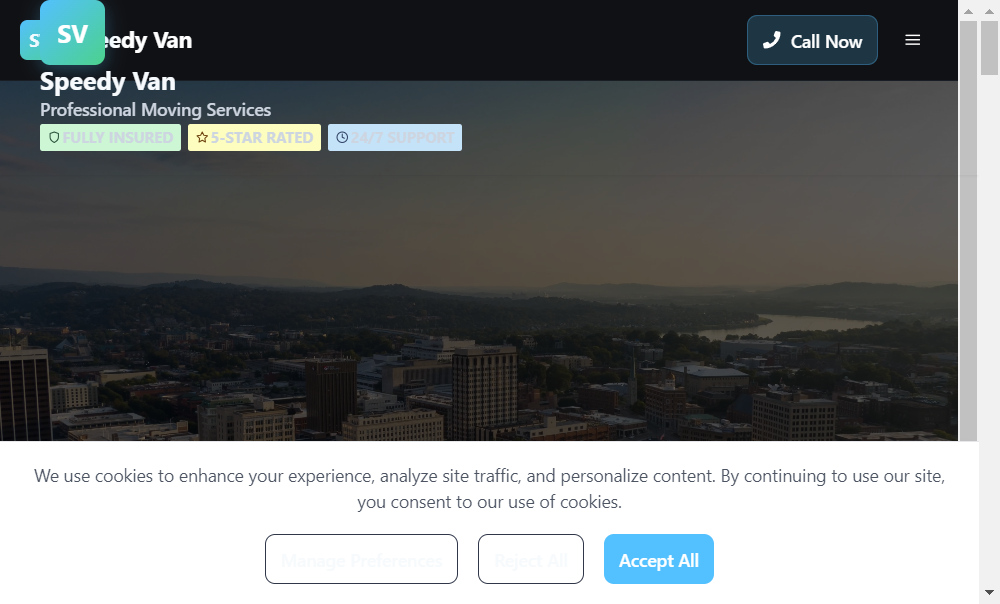 SV
S
eedy Van
Call Now
Speedy Van
Professional Moving Services
FULLY INSURED
5-STAR RATED
24/7 SUPPORT
We use cookies to enhance your experience, analyze site traffic, and personalize content. By continuing to use our site,
you consent to our use of cookies.
Manage Preferences
Reject All
Accept All